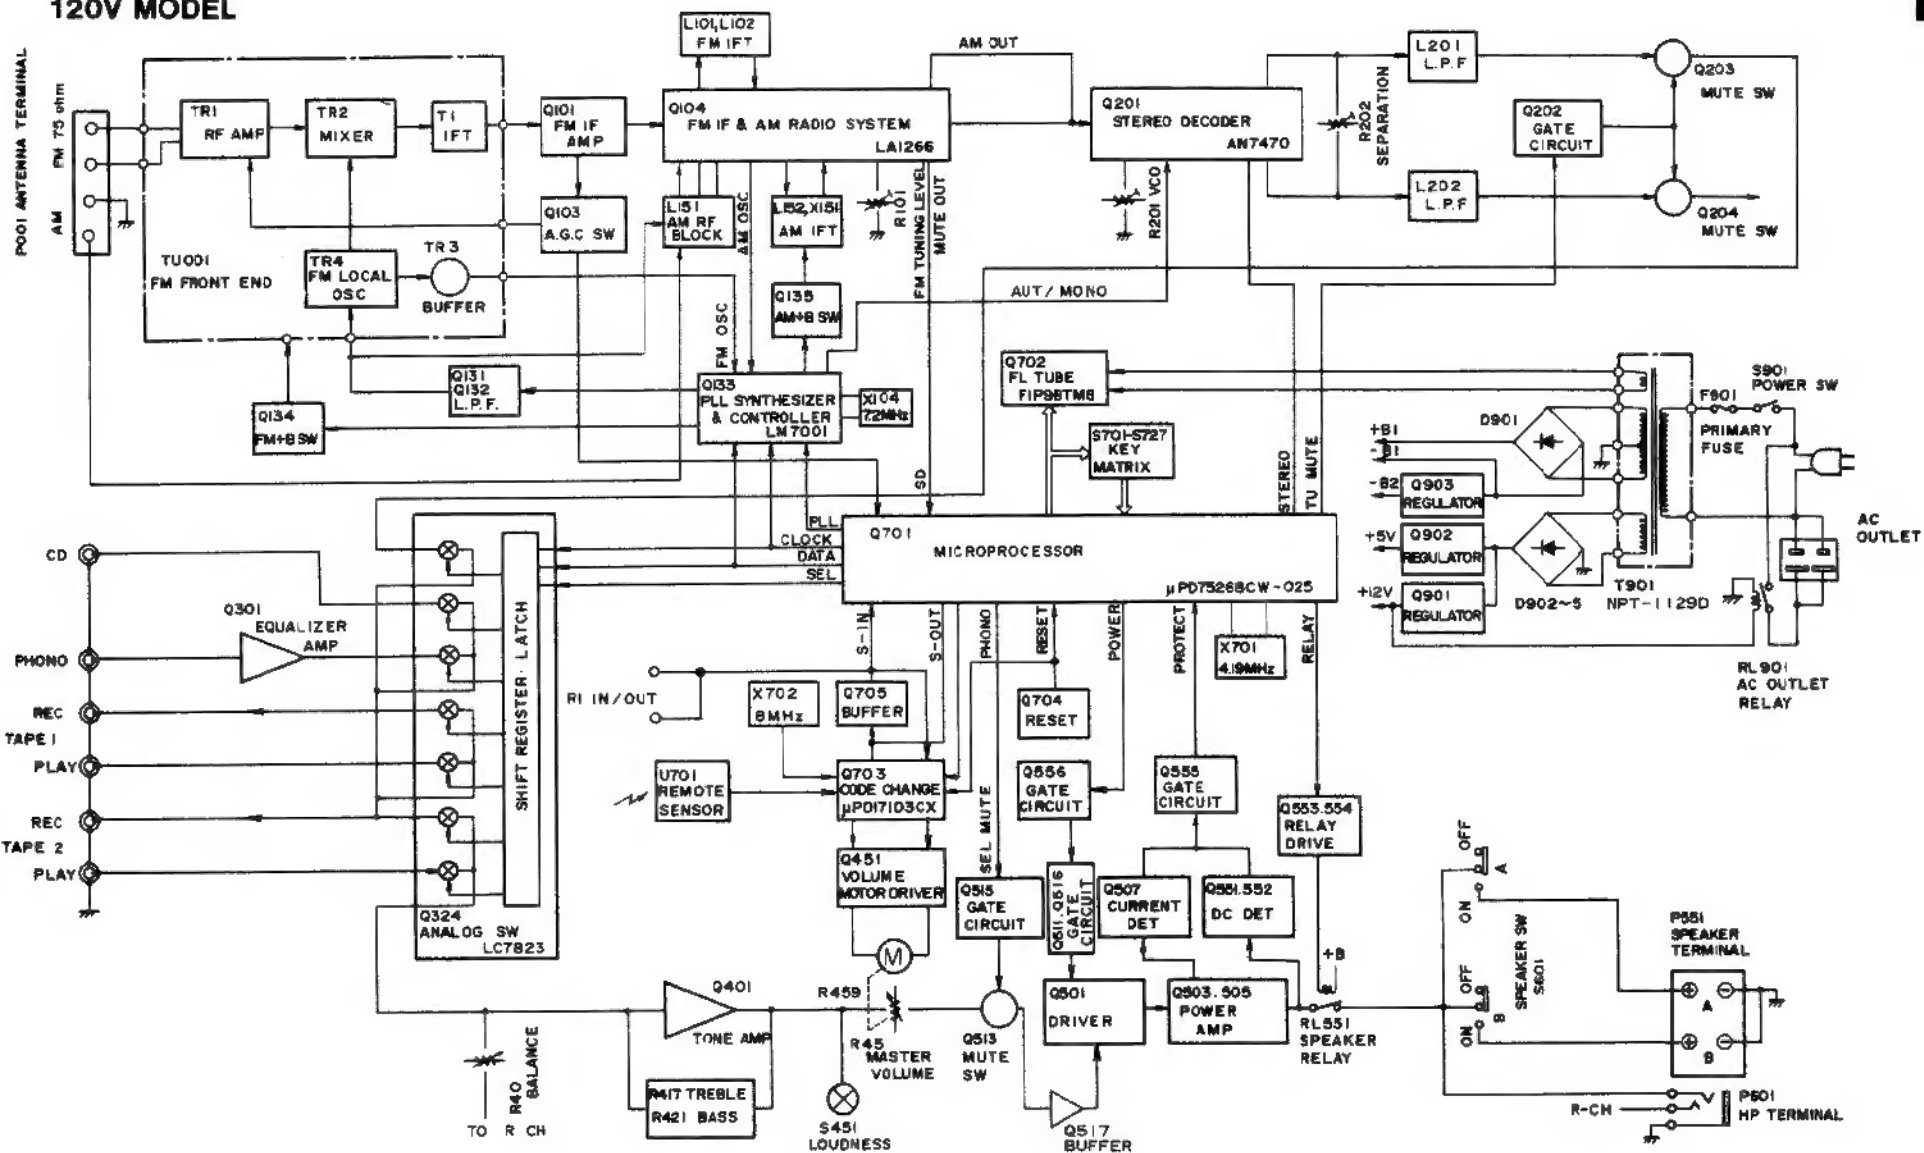 120V MODEL
P001 ANTENNA TERMINAL
FM 75 ohm
AM
TR1
RF AMP
TR2
MIXER
T1
IFT
TU001
FM FRONT END
TR4
FM LOCAL
OSC
TR3
BUFFER
L101,L102
FM IFT
Q101
FM IF
AMP
Q103
A.G.C SW
Q104
FM IF & AM RADIO SYSTEM
LA1266
AM OUT
L151
AM RF
BLOCK
AM OSC
L152,X151
AM IFT
R101
FM TUNING LEVEL
MUTE OUT
Q135
AM+B SW
FM OSC
Q201
STEREO DECODER
AN7470
R201 VCO
R202
SEPARATION
L201
L.P.F
L202
L.P.F
Q202
GATE
CIRCUIT
Q203
MUTE SW
Q204
MUTE SW
AUT/MONO
Q131
Q132
L.P.F.
Q134
FM+B SW
Q133
PLL SYNTHESIZER
& CONTROLLER
LM7001
X104
7.2MHz
Q702
FL TUBE
FIP9BTM8
S701-S727
KEY
MATRIX
SD
STEREO
TU MUTE
D901
+B1
-B1
-B2
Q903
REGULATOR
+5V
Q902
REGULATOR
+12V
Q901
REGULATOR
D902~5
T901
NPT-1129D
F901
PRIMARY
FUSE
S901
POWER SW
AC
OUTLET
RL901
AC OUTLET
RELAY
PLL
CLOCK
DATA
SEL
Q701
MICROPROCESSOR
μPD75268CW-025
S-IN
S-OUT
PHONO
RESET
POWER
PROTECT
X701
4.19MHz
RELAY
CD
PHONO
REC
TAPE 1
PLAY
REC
TAPE 2
PLAY
Q301
EQUALIZER
AMP
SHIFT REGISTER· LATCH
Q324
ANALOG SW
LC7823
RI IN/OUT
X702
8MHz
Q705
BUFFER
Q704
RESET
U701
REMOTE
SENSOR
Q703
CODE CHANGE
μPD17103CX
Q451
VOLUME
MOTOR DRIVER
M
SEL MUTE
Q515
GATE
CIRCUIT
Q556
GATE
CIRCUIT
Q511,Q516
GATE
CIRCUIT
Q555
GATE
CIRCUIT
Q507
CURRENT
DET
Q551.552
DC DET
Q553.554
RELAY
DRIVE
+B
Q401
TONE AMP
R417 TREBLE
R421 BASS
R40
BALANCE
TO R CH
R459
R45
MASTER
VOLUME
S451
LOUDNESS
Q513
MUTE
SW
Q517
BUFFER
Q501
DRIVER
Q503.505
POWER
AMP
RL551
SPEAKER
RELAY
OFF
A
ON
OFF
B
ON
SPEAKER SW
S601
P551
SPEAKER
TERMINAL
A
B
R-CH
P601
HP TERMINAL